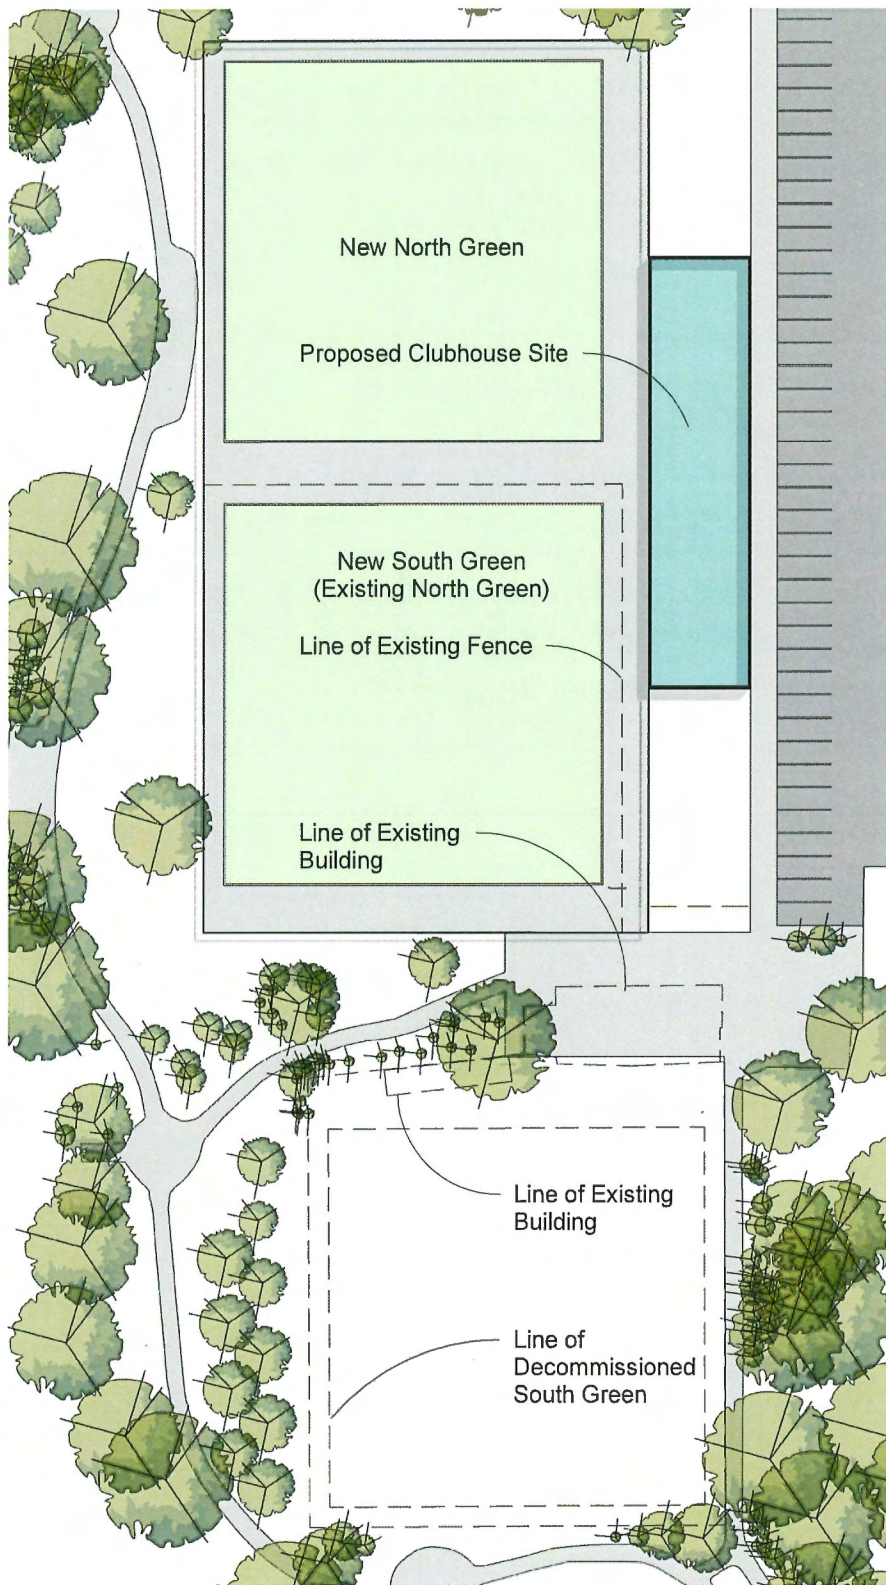 New North Green
Proposed Clubhouse Site
New South Green
(Existing North Green)
Line of Existing Fence
Line of Existing
Building
Line of Existing
Building
Line of
Decommissioned
South Green